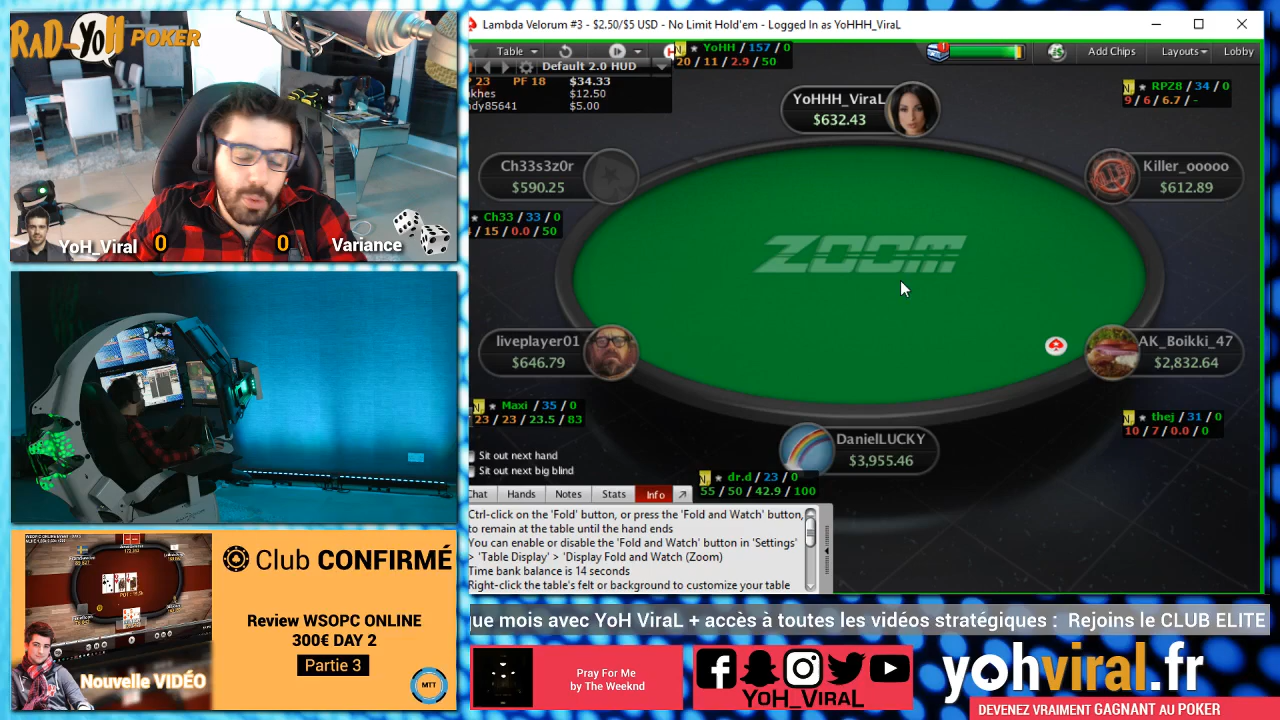 RAD-YoH POKER
YoH_Viral 0
0 Variance
Lambda Velorum #3 - $2.50/$5 USD - No Limit Hold'em - Logged In as YoHHH_ViraL
Table
Add Chips
Layouts
Lobby
YoHH / 157 / 0
20 / 11 / 2.9 / 50
Default 2.0 HUD
P 23 PF 18 $34.33
khes $12.50
ndy85641 $5.00
YoHHH_ViraL
$632.43
RPZ8 / 34 / 0
9 / 6 / 6.7 / -
Ch33s3z0r
$590.25
Killer_ooooo
$612.89
Ch33 / 33 / 0
/ 15 / 0.0 / 50
ZOOM
liveplayer01
$646.79
AK_Boikki_47
$2,832.64
Maxi / 35 / 0
23 / 23 / 23.5 / 83
thej / 31 / 0
10 / 7 / 0.0 / 0
DanielLUCKY
$3,955.46
Sit out next hand
Sit out next big blind
dr.d / 23 / 0
55 / 50 / 42.9 / 100
Chat
Hands
Notes
Stats
Info
Ctrl-click on the 'Fold' button, or press the 'Fold and Watch' button,
to remain at the table until the hand ends
You can enable or disable the 'Fold and Watch' button in 'Settings'
> 'Table Display' > 'Display Fold and Watch (Zoom)
Time bank balance is 14 seconds
Right-click the table's felt or background to customize your table
Club CONFIRMÉ
Review WSOPC ONLINE
300€ DAY 2
Partie 3
Nouvelle VIDÉO
MTT
que mois avec YoH ViraL + accès à toutes les vidéos stratégiques : Rejoins le CLUB ELITE
Pray For Me
by The Weeknd
YoH_ViraL
yohviral.fr
DEVENEZ VRAIMENT GAGNANT AU POKER